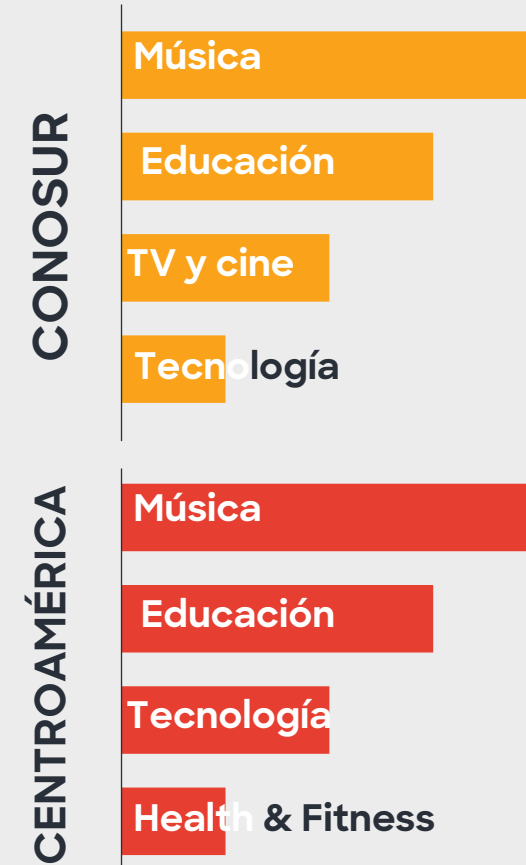 CONOSUR
Música
Educación
TV y cine
Tecnología
CENTROAMÉRICA
Música
Educación
Tecnología
Health & Fitness